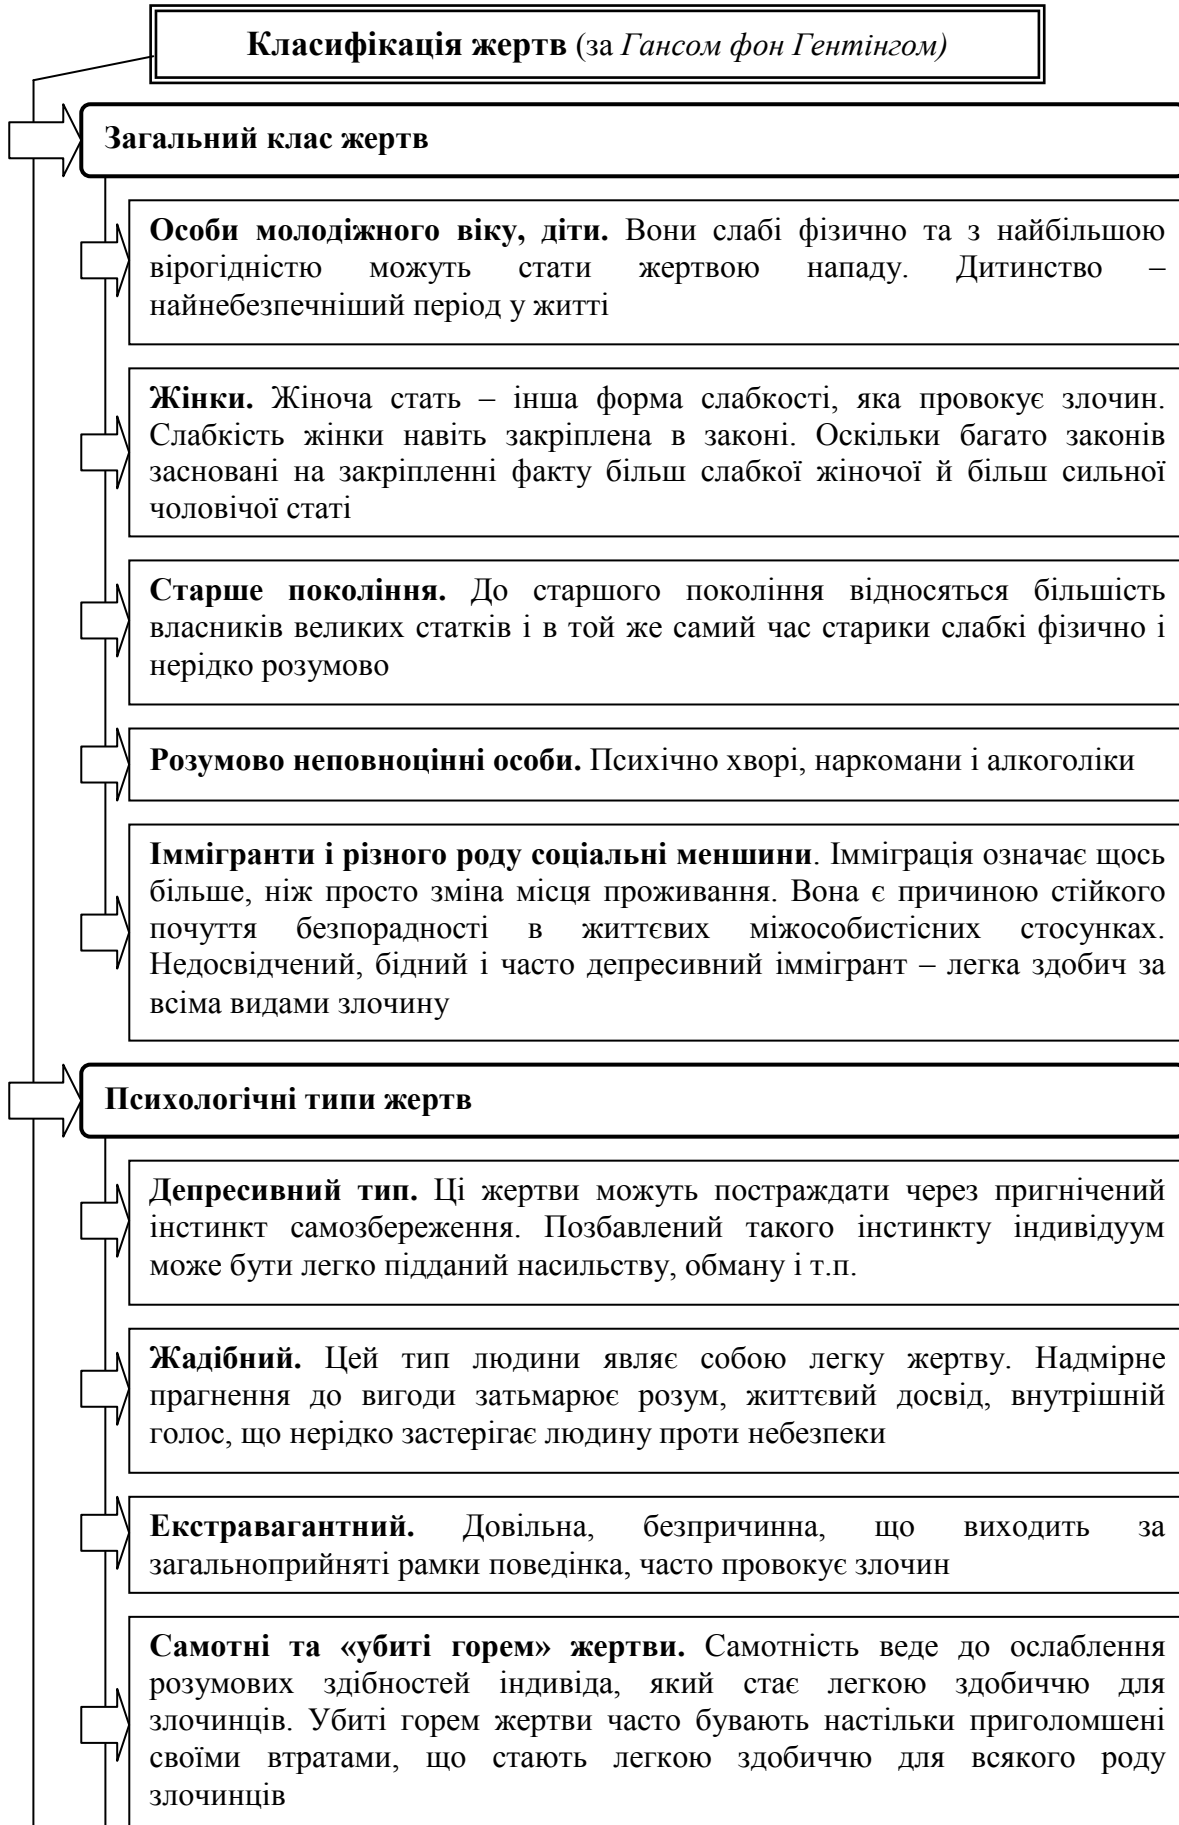 Класифікація жертв (за Гансом фон Гентінгом)
Загальний клас жертв
Особи молодіжного віку, діти. Вони слабі фізично та з найбільшою
вірогідністю можуть стати жертвою нападу. Дитинство –
найнебезпечніший період у житті
Жінки. Жіноча стать – інша форма слабкості, яка провокує злочин.
Слабкість жінки навіть закріплена в законі. Оскільки багато законів
засновані на закріпленні факту більш слабкої жіночої й більш сильної
чоловічої статі
Старше покоління. До старшого покоління відносяться більшість
власників великих статків і в той же самий час старики слабкі фізично і
нерідко розумово
Розумово неповноцінні особи. Психічно хворі, наркомани і алкоголіки
Іммігранти і різного роду соціальні меншини. Імміграція означає щось
більше, ніж просто зміна місця проживання. Вона є причиною стійкого
почуття безпорадності в життєвих міжособистісних стосунках.
Недосвідчений, бідний і часто депресивний іммігрант – легка здобич за
всіма видами злочину
Психологічні типи жертв
Депресивний тип. Ці жертви можуть постраждати через пригнічений
інстинкт самозбереження. Позбавлений такого інстинкту індивідуум
може бути легко підданий насильству, обману і т.п.
Жадібний. Цей тип людини являє собою легку жертву. Надмірне
прагнення до вигоди затьмарює розум, життєвий досвід, внутрішній
голос, що нерідко застерігає людину проти небезпеки
Екстравагантний. Довільна, безпричинна, що виходить за
загальноприйняті рамки поведінка, часто провокує злочин
Самотні та «убиті горем» жертви. Самотність веде до ослаблення
розумових здібностей індивіда, який стає легкою здобиччю для
злочинців. Убиті горем жертви часто бувають настільки приголомшені
своїми втратами, що стають легкою здобиччю для всякого роду
злочинців